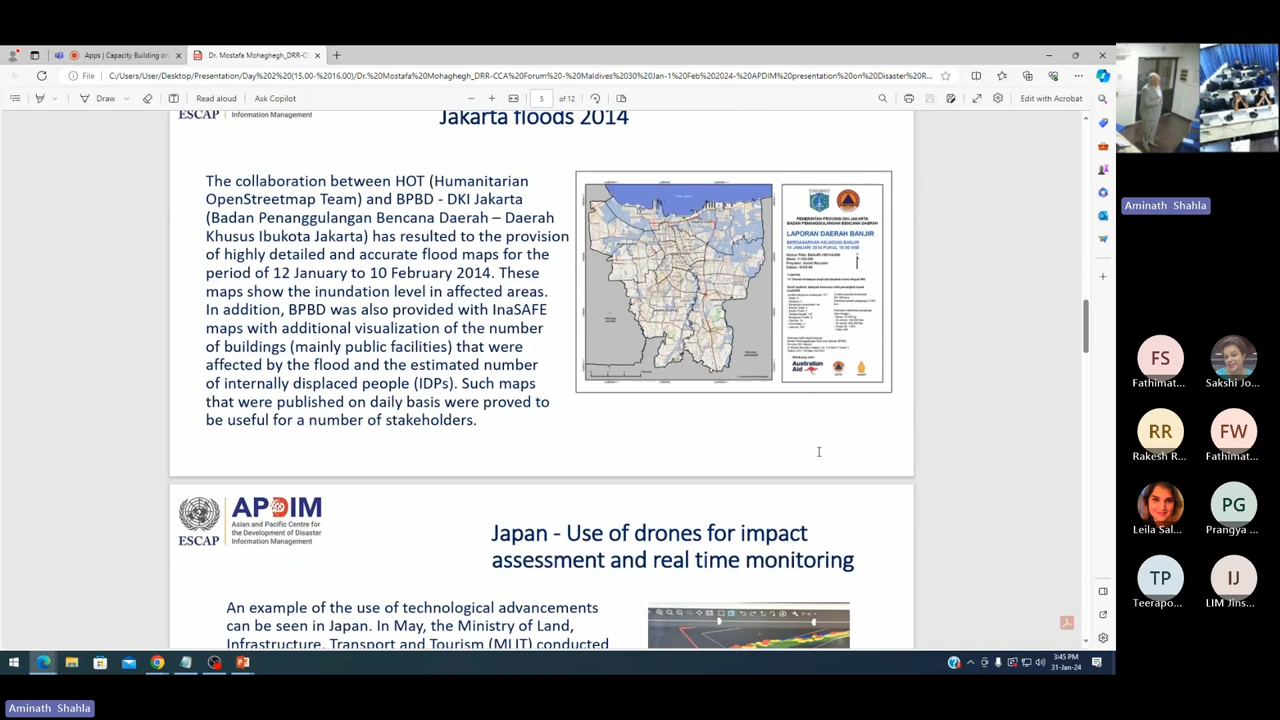 Apps | Capacity Building on
Dr. Mostafa Mohaghegh_DRR-CC
File
C:/Users/User/Desktop/Presentation/Day%202%20(15.00-%2016.00)/Dr.%20Mostafa%20Mohaghegh_DRR-CCA%20Forum%20-%20Maldives%2030%20Jan-1%20Feb%202024-%20APDIM%20presentation%20on%20Disaster%20R...
Draw
Read aloud
Ask Copilot
5
of 12
Edit with Acrobat
ESCAP
Information Management
Jakarta floods 2014
The collaboration between HOT (Humanitarian
OpenStreetmap Team) and BPBD - DKI Jakarta
(Badan Penanggulangan Bencana Daerah – Daerah
Khusus Ibukota Jakarta) has resulted to the provision
of highly detailed and accurate flood maps for the
period of 12 January to 10 February 2014. These
maps show the inundation level in affected areas.
In addition, BPBD was also provided with InaSAFE
maps with additional visualization of the number
of buildings (mainly public facilities) that were
affected by the flood and the estimated number
of internally displaced people (IDPs). Such maps
that were published on daily basis were proved to
be useful for a number of stakeholders.
PEMERINTAH PROVINSI DKI JAKARTA
BADAN PENANGGULANGAN BENCANA DAERAH
LAPORAN DAERAH BANJIR
Australian
Aid
ESCAP
APDIM
Asian and Pacific Centre for
the Development of Disaster
Information Management
Japan - Use of drones for impact
assessment and real time monitoring
An example of the use of technological advancements
can be seen in Japan. In May, the Ministry of Land,
Infrastructure, Transport and Tourism (MLIT) conducted
3:45 PM
31-Jan-24
Aminath Shahla
FS
Fathimat...
Sakshi Jo...
RR
Rakesh R...
FW
Fathimat...
Leila Sal...
PG
Prangya ...
TP
Teerapo...
IJ
LIM Jins...
Aminath Shahla